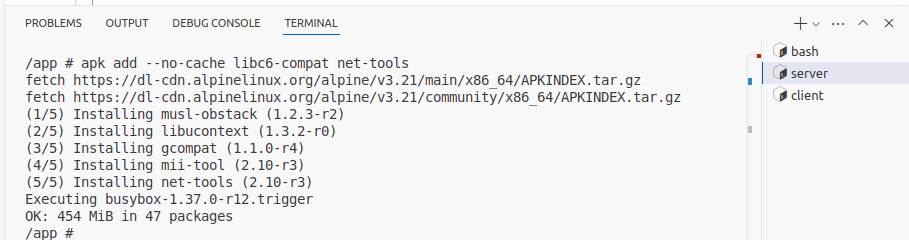 PROBLEMS OUTPUT DEBUG CONSOLE TERMINAL
/app # apk add --no-cache libc6-compat net-tools
fetch https://dl-cdn.alpinelinux.org/alpine/v3.21/main/x86_64/APKINDEX.tar.gz
fetch https://dl-cdn.alpinelinux.org/alpine/v3.21/community/x86_64/APKINDEX.tar.gz
(1/5) Installing musl-obstack (1.2.3-r2)
(2/5) Installing libucontext (1.3.2-r0)
(3/5) Installing gcompat (1.1.0-r4)
(4/5) Installing mii-tool (2.10-r3)
(5/5) Installing net-tools (2.10-r3)
Executing busybox-1.37.0-r12.trigger
OK: 454 MiB in 47 packages
/app #
bash
server
client